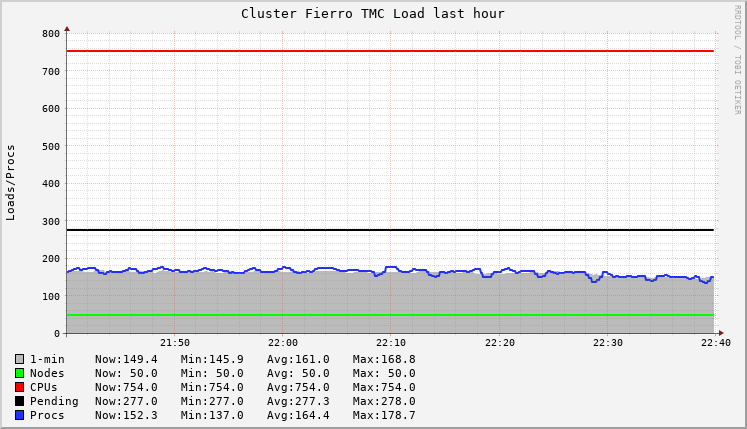 Cluster Fierro TMC Load last hour
RRDTOOL / TOBI OETIKER
Loads/Procs
800
700
600
500
400
300
200
100
0
21:50 22:00 22:10 22:20 22:30 22:40
1-min Now:149.4 Min:145.9 Avg:161.0 Max:168.8
Nodes Now: 50.0 Min: 50.0 Avg: 50.0 Max: 50.0
CPUs Now:754.0 Min:754.0 Avg:754.0 Max:754.0
Pending Now:277.0 Min:277.0 Avg:277.3 Max:278.0
Procs Now:152.3 Min:137.0 Avg:164.4 Max:178.7